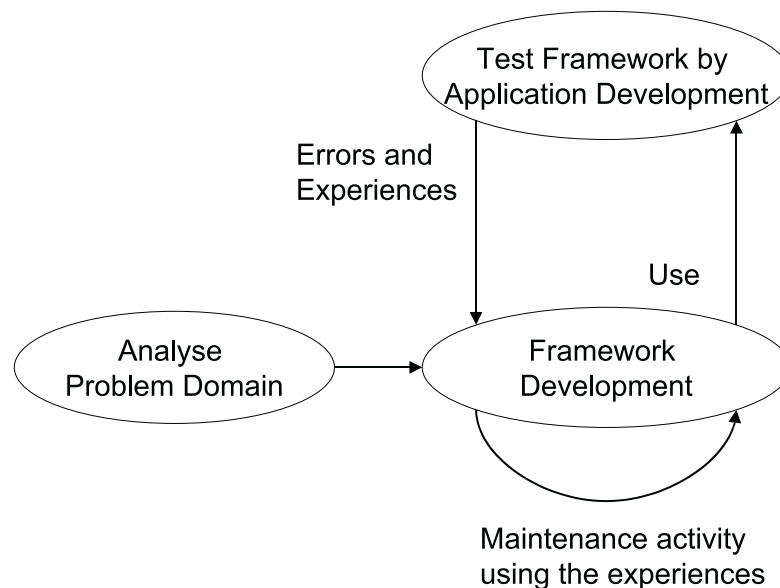 Test Framework by
Application Development
Errors and
Experiences
Use
Analyse
Problem Domain
Framework
Development
Maintenance activity
using the experiences